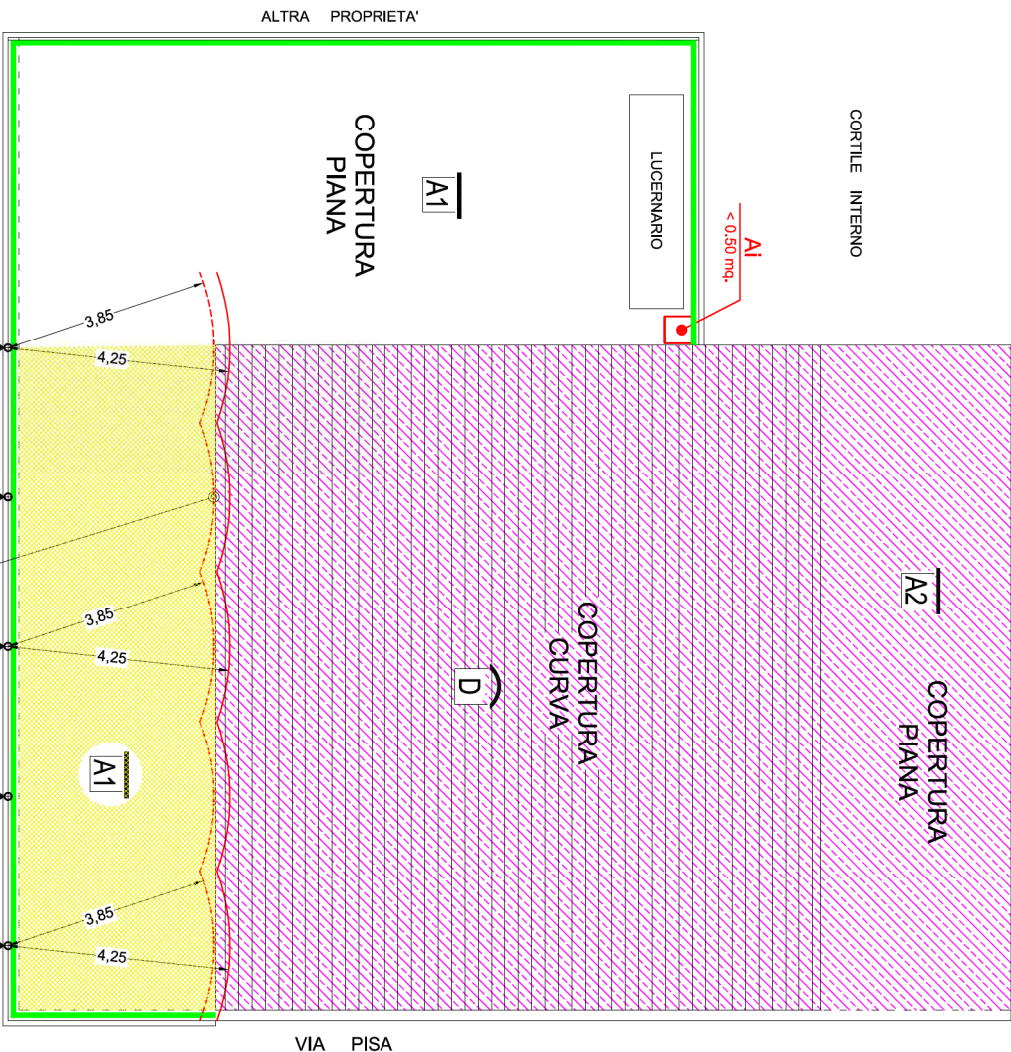 ALTRA PROPRIETA'
CORTILE INTERNO
COPERTURA
PIANA
A1
LUCERNARIO
Ai
< 0.50 mq.
3,85
4,25
3,85
4,25
A1
3,85
4,25
COPERTURA
CURVA
D
A2
COPERTURA
PIANA
VIA PISA